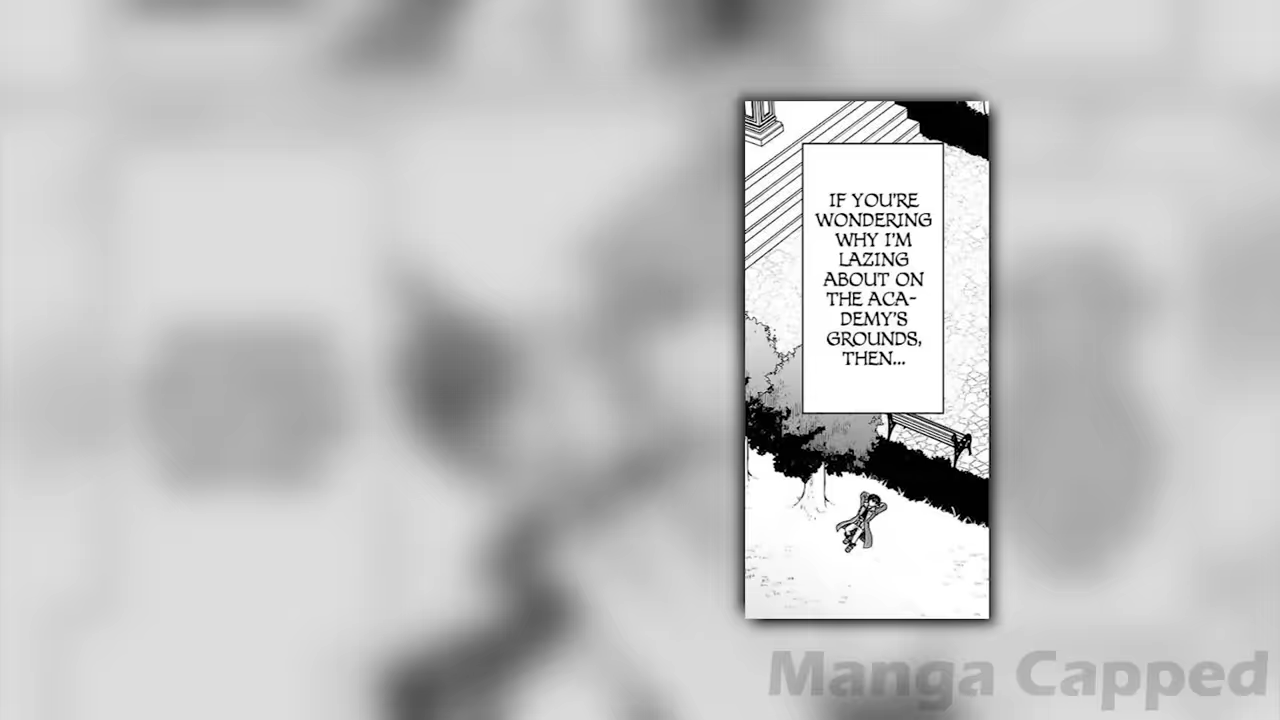 IF YOU'RE
WONDERING
WHY I'M
LAZING
ABOUT ON
THE ACA-
DEMY'S
GROUNDS,
THEN...
Manga Capped